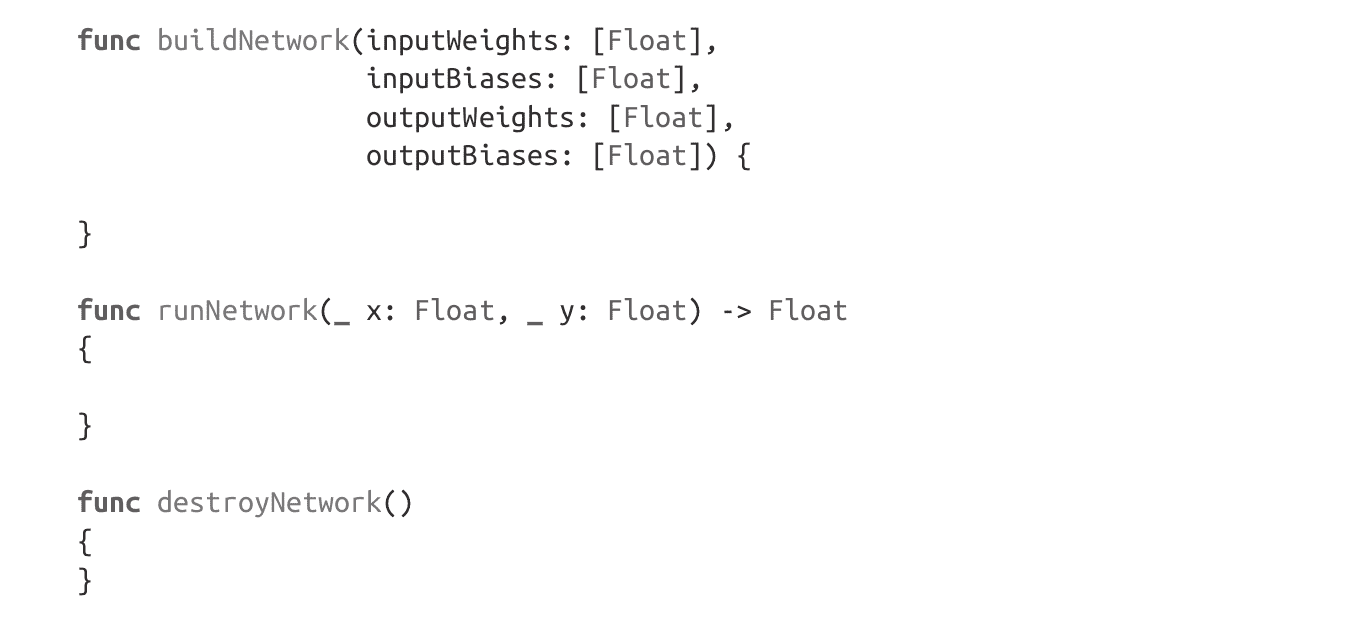 func buildNetwork(inputWeights: [Float],
                  inputBiases: [Float],
                  outputWeights: [Float],
                  outputBiases: [Float]) {
}
func runNetwork(_ x: Float, _ y: Float) -> Float
{
}
func destroyNetwork()
{
}